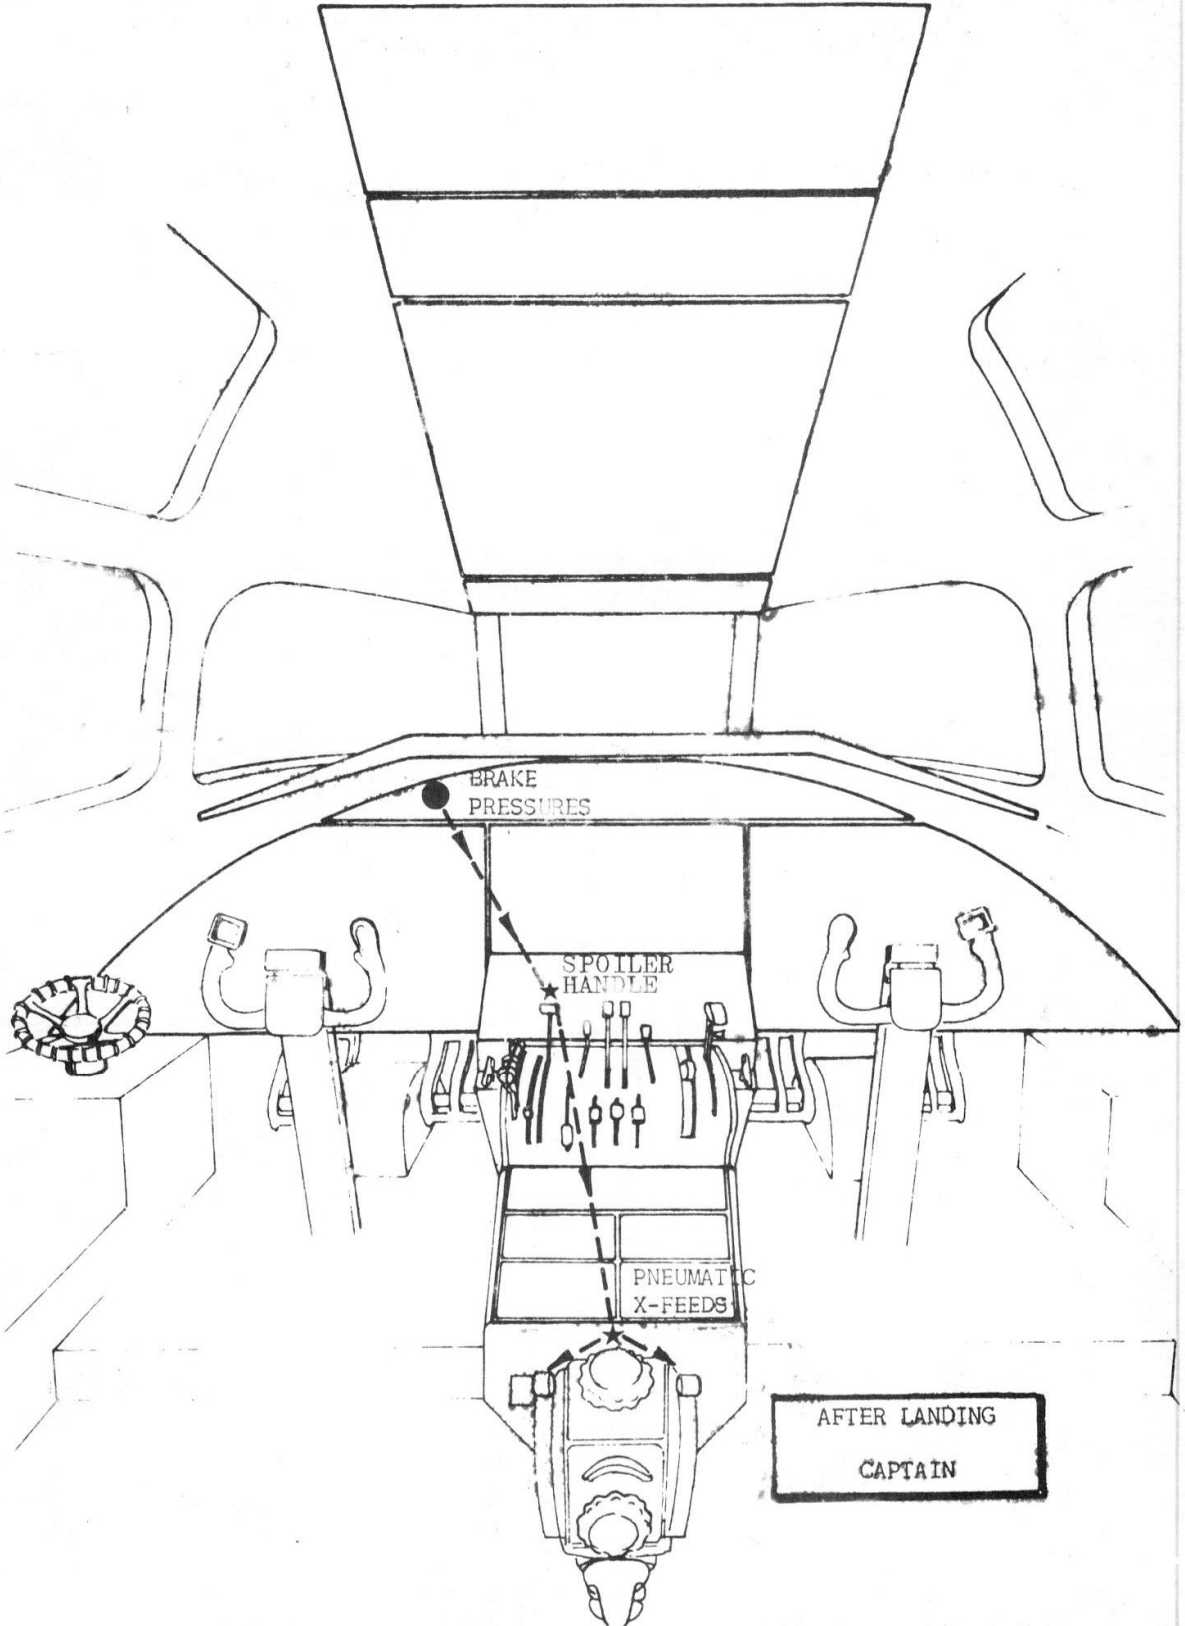 BRAKE
PRESSURES
SPOILER
HANDLE
PNEUMATIC
X-FEEDS
AFTER LANDING
CAPTAIN